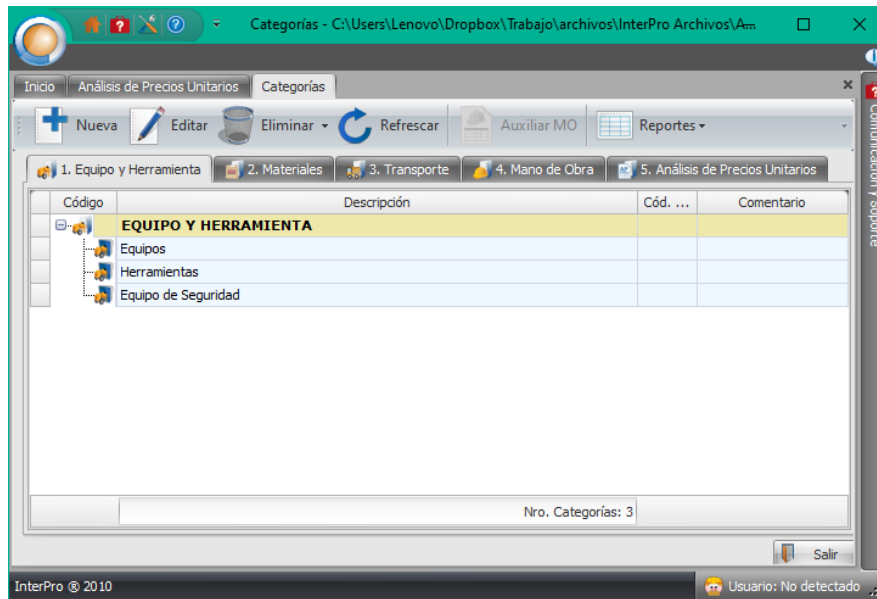 Categorías - C:\Users\Lenovo\Dropbox\Trabajo\archivos\InterPro Archivos\A...
Inicio Análisis de Precios Unitarios Categorías
Nueva Editar Eliminar Refrescar Auxiliar MO Reportes
1. Equipo y Herramienta 2. Materiales 3. Transporte 4. Mano de Obra 5. Análisis de Precios Unitarios
Código Descripción Cód. ... Comentario
EQUIPO Y HERRAMIENTA
Equipos
Herramientas
Equipo de Seguridad
Nro. Categorías: 3
Salir
InterPro ® 2010 Usuario: No detectado
Comunicación y Soporte